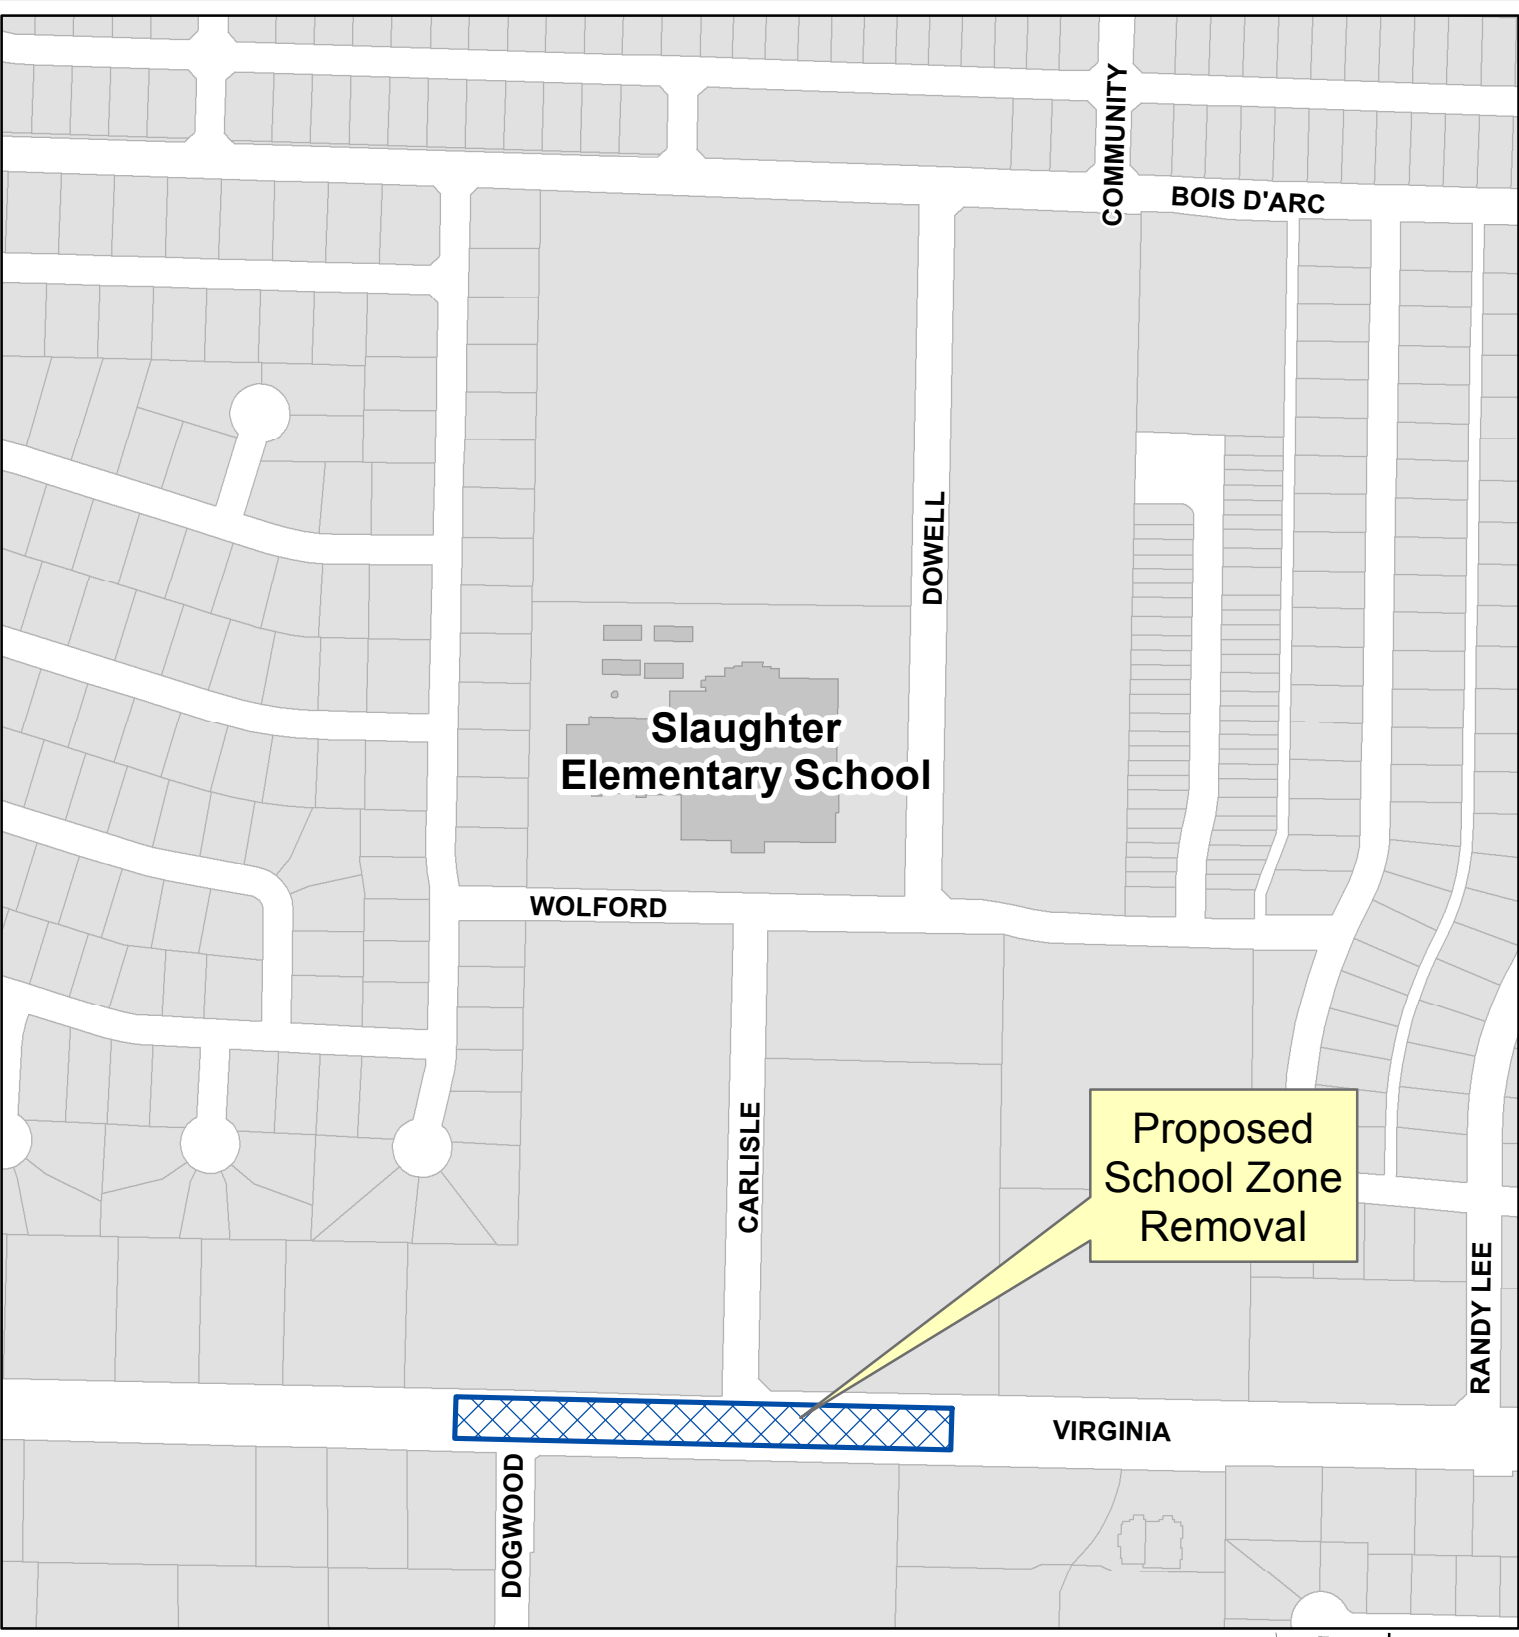 COMMUNITY
BOIS D'ARC
DOWELL
Slaughter
Elementary School
WOLFORD
CARLISLE
Proposed
School Zone
Removal
RANDY LEE
VIRGINIA
DOGWOOD